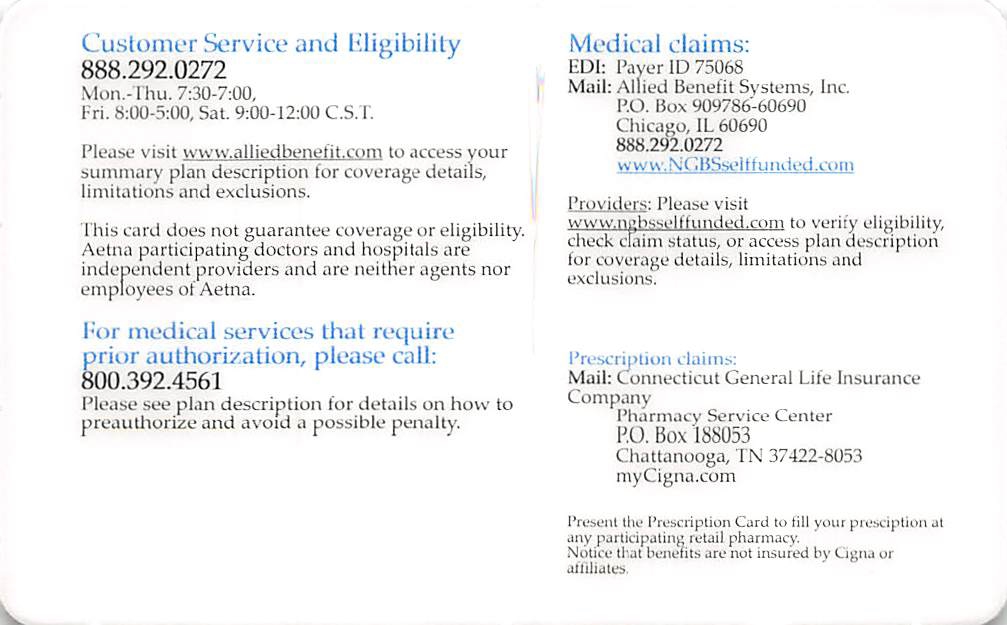 Customer Service and Eligibility
888.292.0272
Mon.-Thu. 7:30-7:00,
Fri. 8:00-5:00, Sat. 9:00-12:00 C.S.T.
Please visit www.alliedbenefit.com to access your
summary plan description for coverage details,
limitations and exclusions.
This card does not guarantee coverage or eligibility.
Aetna participating doctors and hospitals are
independent providers and are neither agents nor
employees of Aetna.
For medical services that require
prior authorization, please call:
800.392.4561
Please see plan description for details on how to
preauthorize and avoid a possible penalty.
Medical claims:
EDI: Payer ID 75068
Mail: Allied Benefit Systems, Inc.
P.O. Box 909786-60690
Chicago, IL 60690
888.292.0272
www.NGBSselffunded.com
Providers: Please visit
www.ngbsselffunded.com to verify eligibility,
check claim status, or access plan description
for coverage details, limitations and
exclusions.
Prescription claims:
Mail: Connecticut General Life Insurance
Company
Pharmacy Service Center
P.O. Box 188053
Chattanooga, TN 37422-8053
myCigna.com
Present the Prescription Card to fill your presciption at
any participating retail pharmacy.
Notice that benefits are not insured by Cigna or
affiliates.